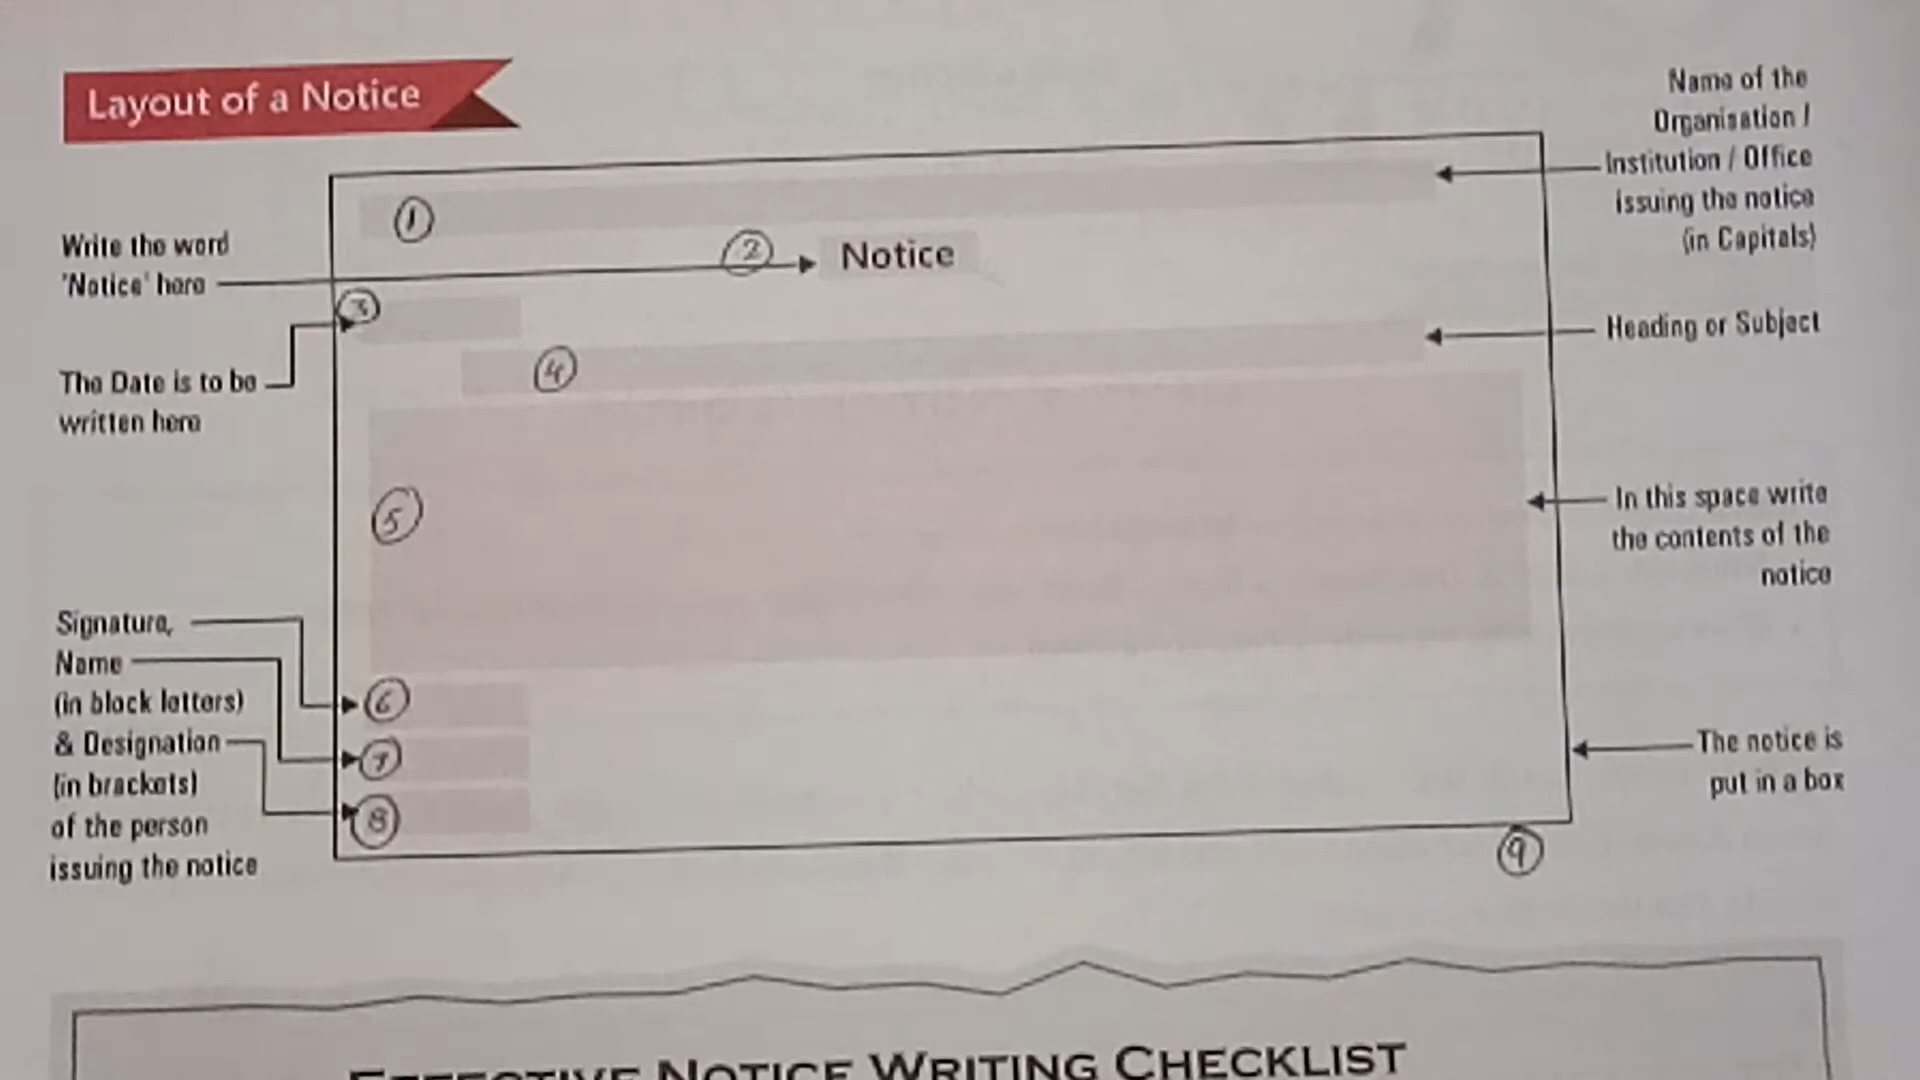 Layout of a Notice
Name of the
Organisation /
Institution / Office
issuing the notice
(in Capitals)
1
Write the word
'Notice' here
2
Notice
3
The Date is to be
written here
Heading or Subject
4
5
In this space write
the contents of the
notice
Signature,
Name
(in block letters)
& Designation
(in brackets)
of the person
issuing the notice
6
7
8
The notice is
put in a box
9
EFFECTIVE NOTICE WRITING CHECKLIST